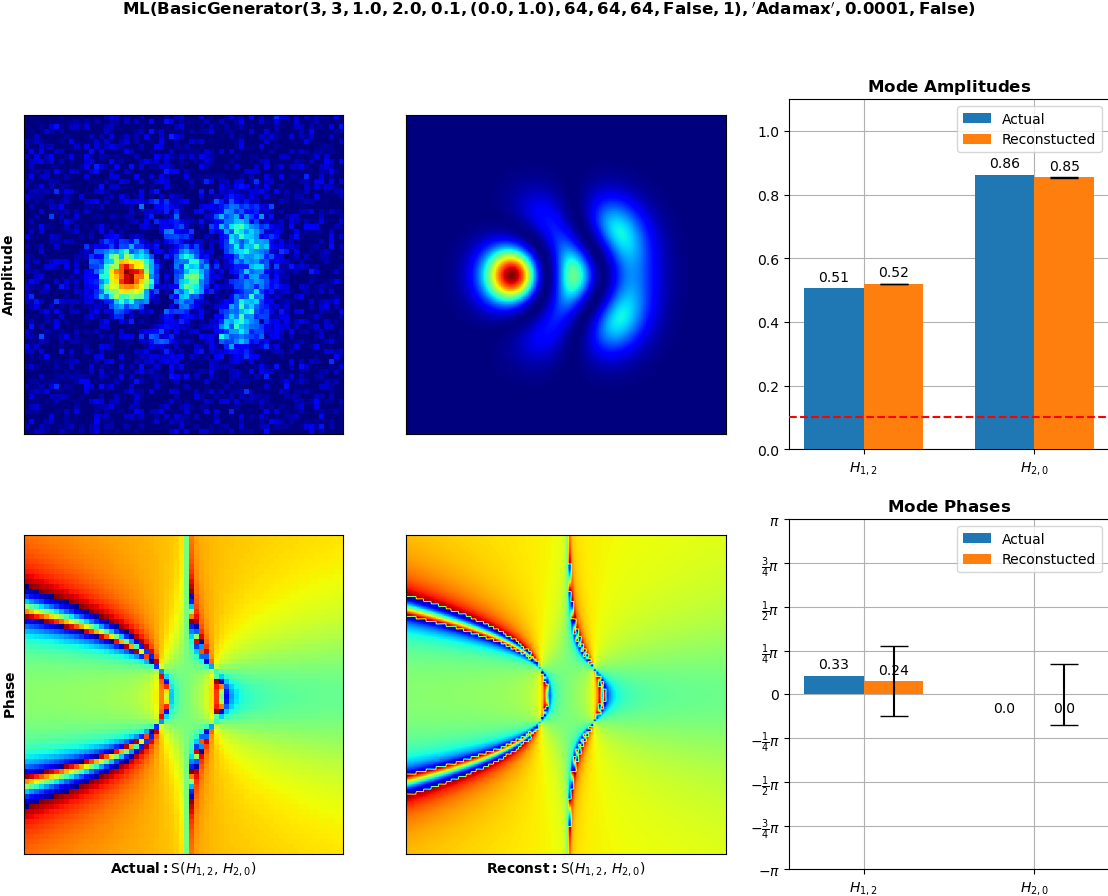 ML(BasicGenerator(3, 3, 1.0, 2.0, 0.1, (0.0, 1.0), 64, 64, 64, False, 1), ′Adamax′, 0.0001, False)
Amplitude
Mode Amplitudes
Actual
Reconstucted
1.0
0.8
0.6
0.4
0.2
0.0
0.51
0.52
0.86
0.85
H1, 2
H2, 0
Phase
Actual: S(H1, 2, H2, 0)
Reconst: S(H1, 2, H2, 0)
Mode Phases
Actual
Reconstucted
π
3/4π
1/2π
1/4π
0
−1/4π
−1/2π
−3/4π
−π
0.33
0.24
0.0
0.0
H1, 2
H2, 0